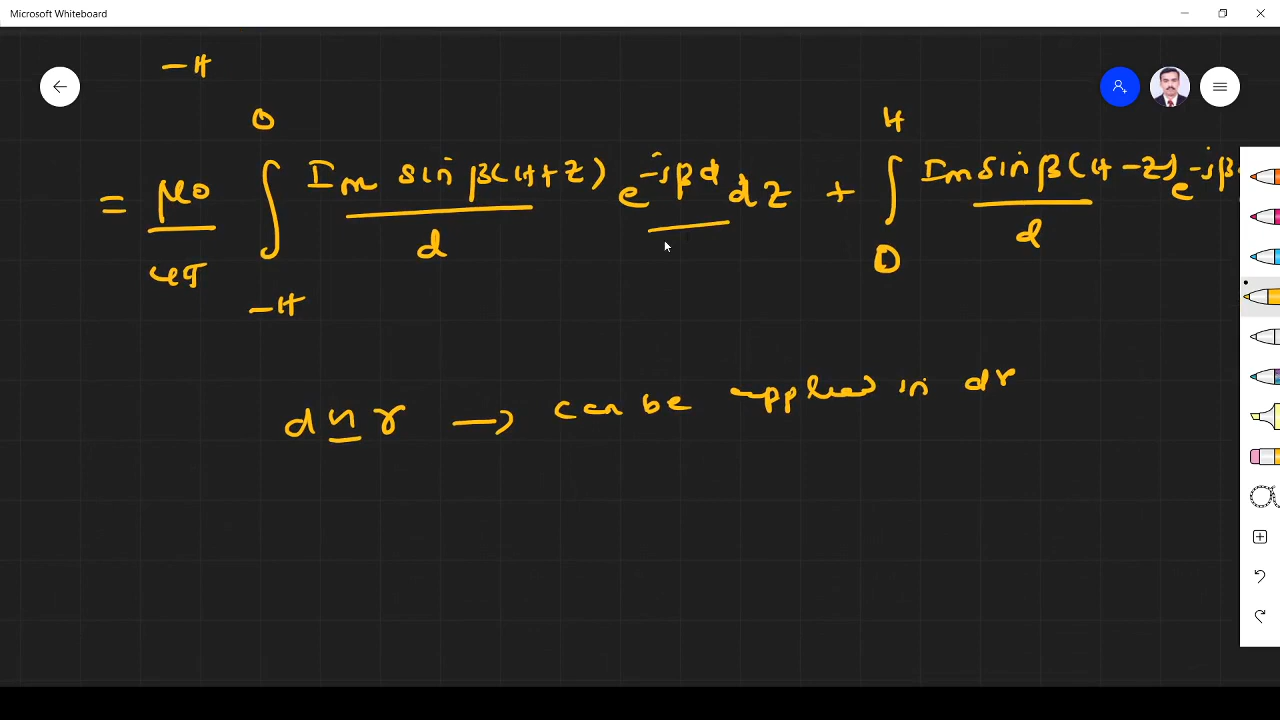 Microsoft Whiteboard
-H
= μ0/4π ∫_{-H}^{0} Im sin β(H+z)/d e^{-jβd} dz + ∫_{0}^{H} Im sin β(H-z)/d e^{-jβ
d ≃ r → can be applied in dr